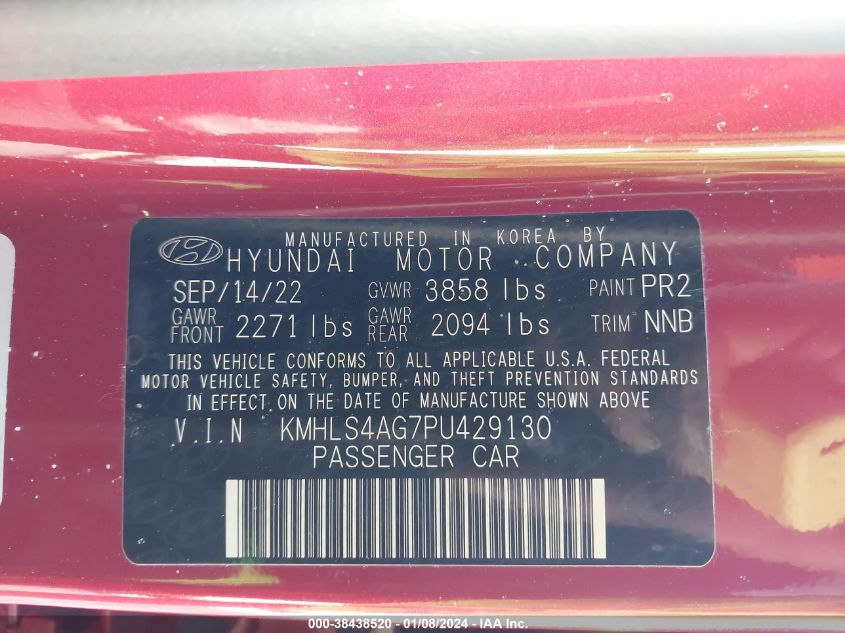 MANUFACTURED IN KOREA BY
HYUNDAI MOTOR COMPANY
SEP/14/22 GVWR 3858 lbs PAINT PR2
GAWR FRONT 2271 lbs GAWR REAR 2094 lbs TRIM NNB
THIS VEHICLE CONFORMS TO ALL APPLICABLE U.S.A. FEDERAL
MOTOR VEHICLE SAFETY, BUMPER, AND THEFT PREVENTION STANDARDS
IN EFFECT ON THE DATE OF MANUFACTURE SHOWN ABOVE
V.I.N KMHLS4AG7PU429130
PASSENGER CAR
000-38438520 - 01/08/2024 - IAA Inc.